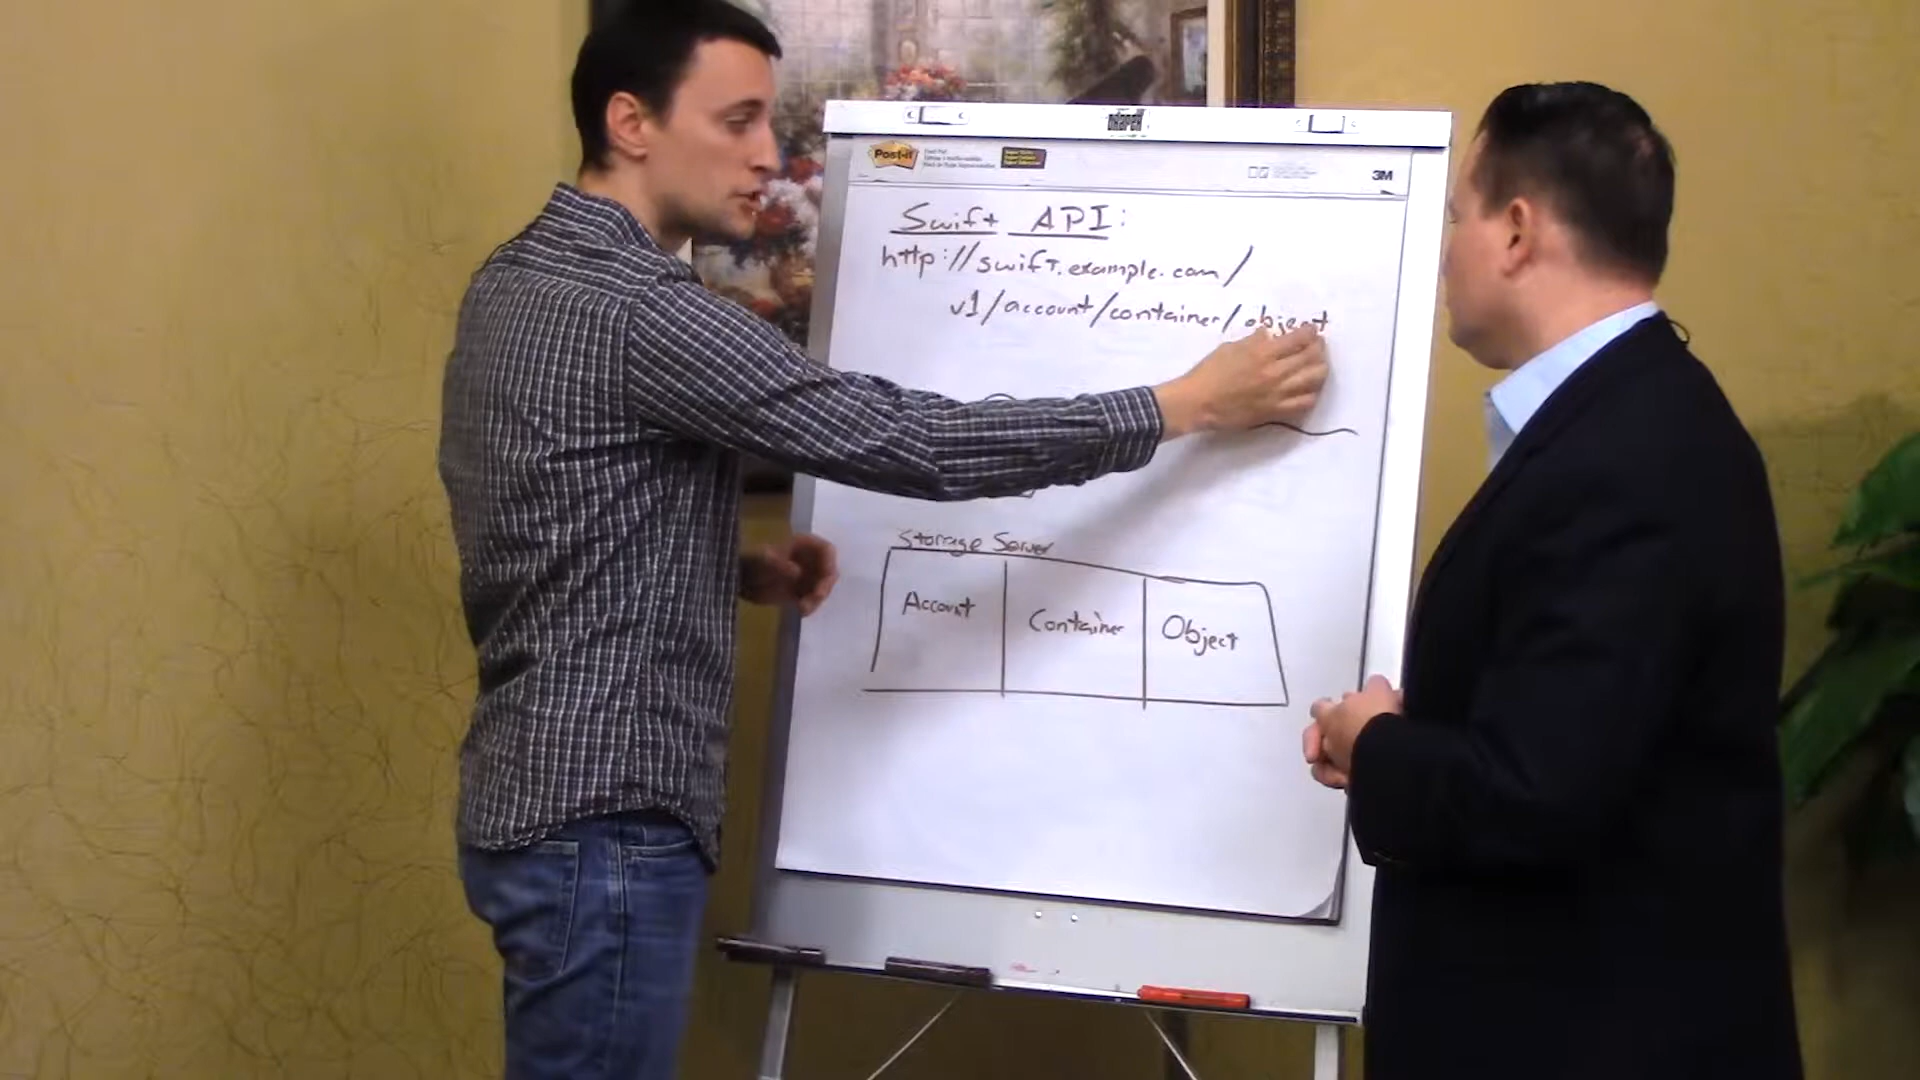 Post-it
3M
Swift API:
http://swift.example.com/
v1/account/container/object
Storage Server
Account
Container
Object